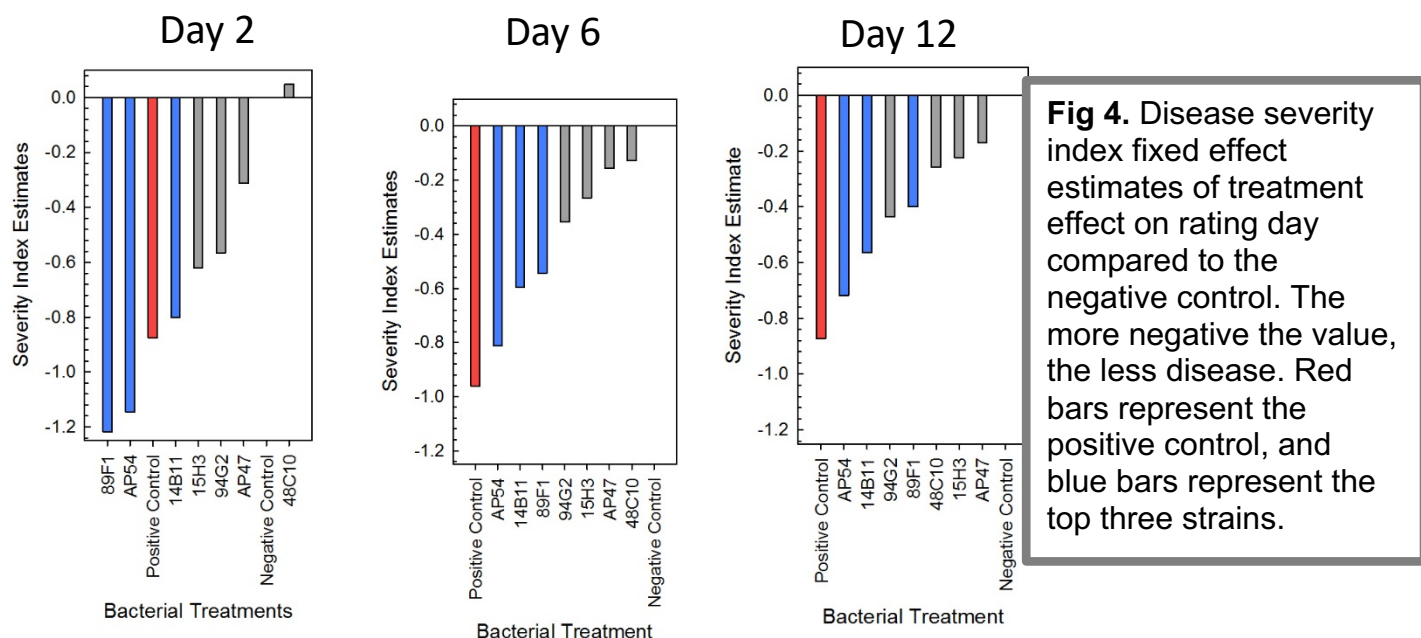 Day 2
Severity Index Estimates
0.0
-0.2
-0.4
-0.6
-0.8
-1.0
-1.2
89F1
AP54
Positive Control
14B11
15H3
94G2
AP47
Negative Control
48C10
Bacterial Treatments
Day 6
Severity Index Estimates
0.0
-0.2
-0.4
-0.6
-0.8
-1.0
-1.2
Positive Control
AP54
14B11
89F1
94G2
15H3
AP47
48C10
Negative Control
Bacterial Treatment
Day 12
Severity Index Estimate
0.0
-0.2
-0.4
-0.6
-0.8
-1.0
-1.2
Positive Control
AP54
14B11
94G2
89F1
48C10
15H3
AP47
Negative Control
Bacterial Treatment
Fig 4. Disease severity
index fixed effect
estimates of treatment
effect on rating day
compared to the
negative control. The
more negative the value,
the less disease. Red
bars represent the
positive control, and
blue bars represent the
top three strains.